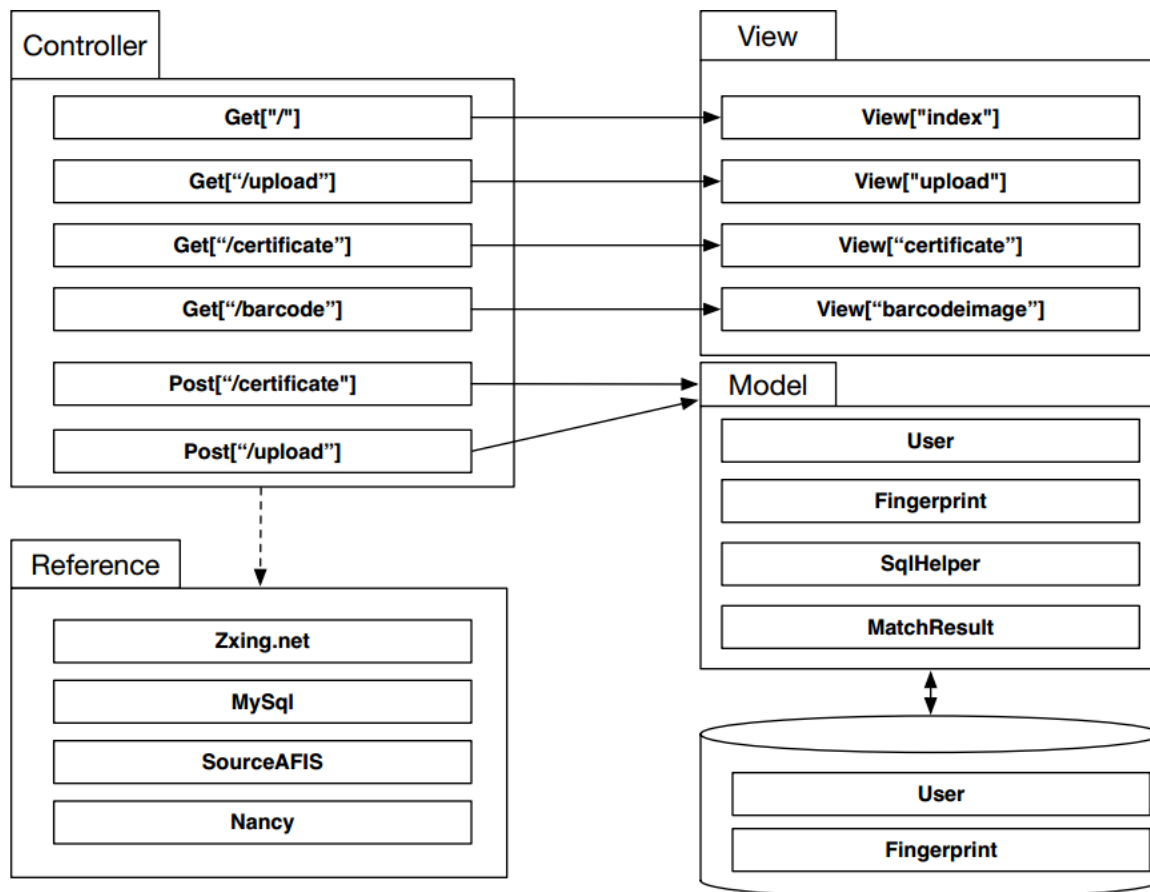 Controller
Get["/"]
Get[“/upload”]
Get[“/certificate”]
Get[“/barcode”]
Post[“/certificate"]
Post[“/upload”]
View
View["index"]
View["upload"]
View[“certificate”]
View[“barcodeimage”]
Model
User
Fingerprint
SqlHelper
MatchResult
Reference
Zxing.net
MySql
SourceAFIS
Nancy
User
Fingerprint